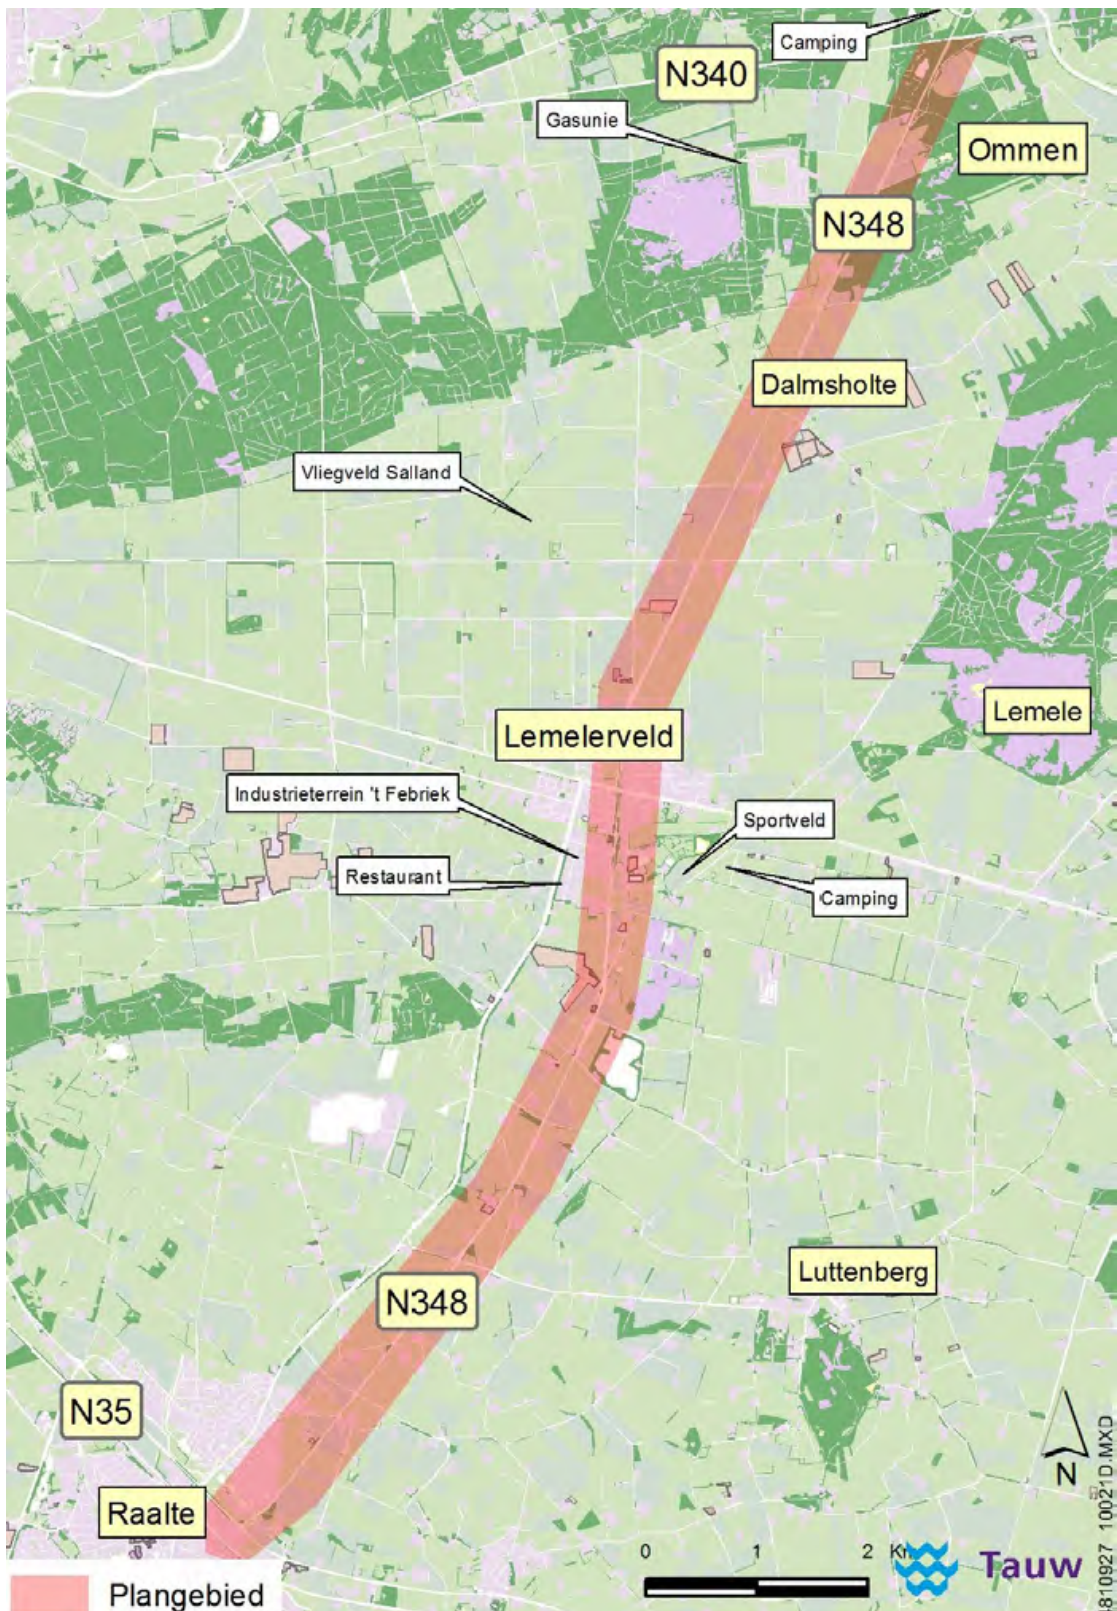 Camping
N340
Gasunie
Ommen
N348
Dalmsholte
Vliegveld Salland
Lemele
Lemelerveld
Industrieterrein 't Febriek
Sportveld
Restaurant
Camping
Luttenberg
N348
N35
N
Raalte
0 1 2
Tauw
Plangebied